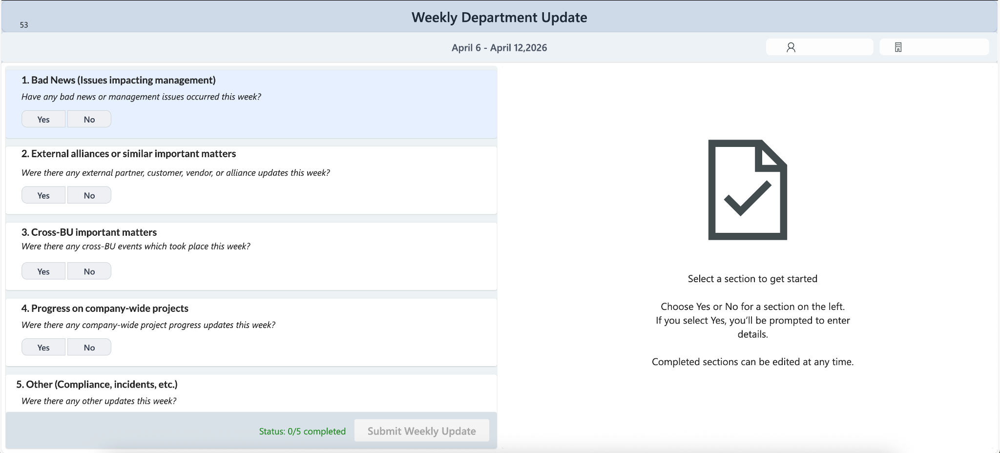 Weekly Department Update
53
April 6 - April 12,2026
1. Bad News (Issues impacting management)
Have any bad news or management issues occurred this week?
Yes No
2. External alliances or similar important matters
Were there any external partner, customer, vendor, or alliance updates this week?
Yes No
3. Cross-BU important matters
Were there any cross-BU events which took place this week?
Yes No
4. Progress on company-wide projects
Were there any company-wide project progress updates this week?
Yes No
5. Other (Compliance, incidents, etc.)
Were there any other updates this week?
Status: 0/5 completed
Submit Weekly Update
Select a section to get started
Choose Yes or No for a section on the left.
If you select Yes, you’ll be prompted to enter
details.
Completed sections can be edited at any time.